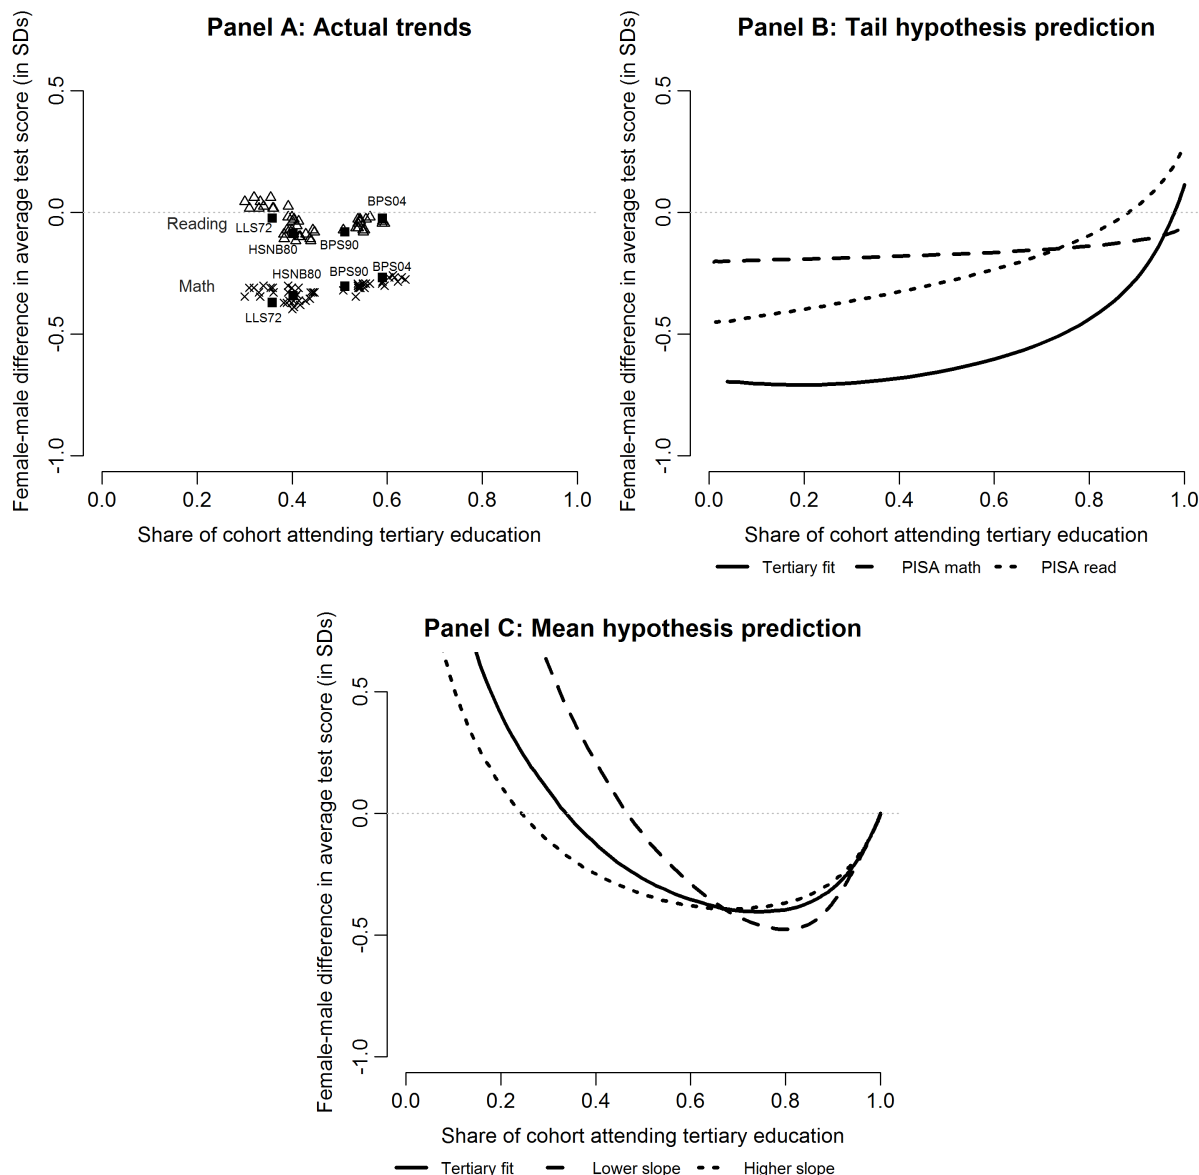 Panel A: Actual trends
Female-male difference in average test score (in SDs)
0.5
0.0
-0.5
-1.0
Reading
Math
LLS72
HSNB80
BPS90
BPS04
HSNB80
BPS90
BPS04
LLS72
0.0 0.2 0.4 0.6 0.8 1.0
Share of cohort attending tertiary education
Panel B: Tail hypothesis prediction
Female-male difference in average test score (in SDs)
0.5
0.0
-0.5
-1.0
0.0 0.2 0.4 0.6 0.8 1.0
Share of cohort attending tertiary education
Tertiary fit PISA math PISA read
Panel C: Mean hypothesis prediction
Female-male difference in average test score (in SDs)
0.5
0.0
-0.5
-1.0
0.0 0.2 0.4 0.6 0.8 1.0
Share of cohort attending tertiary education
Tertiary fit Lower slope Higher slope